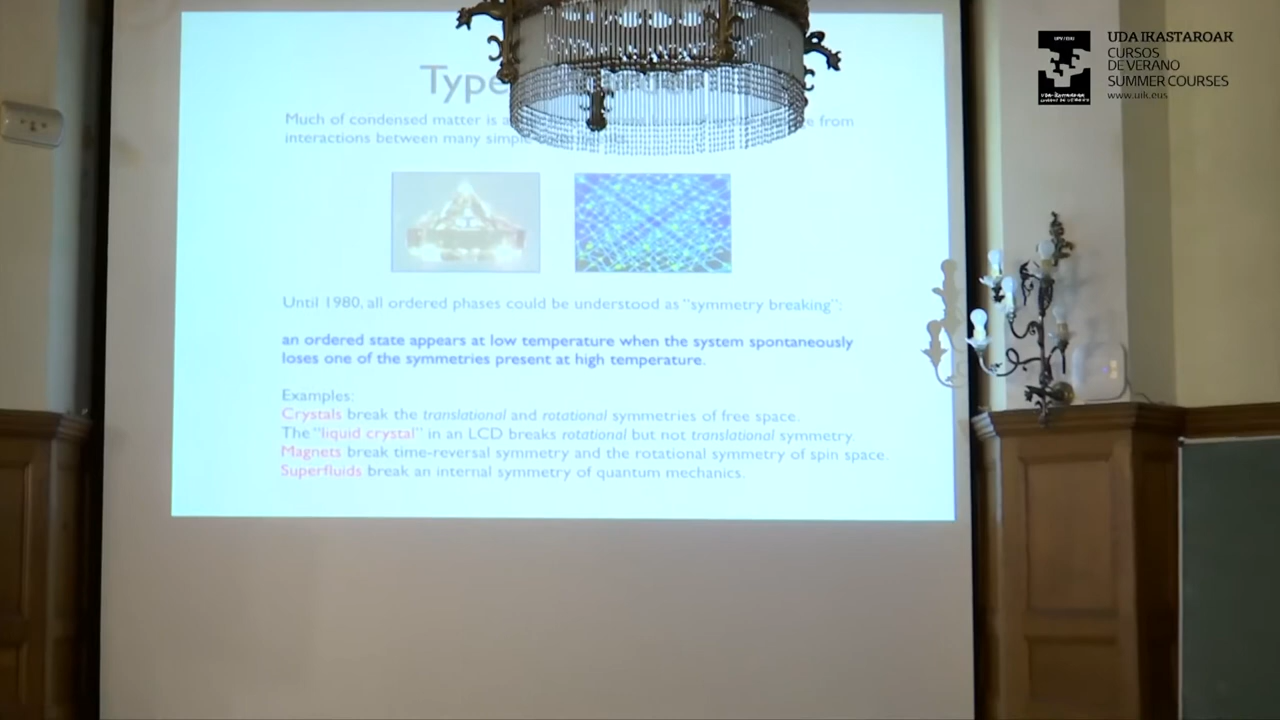 Type
Much of condensed matter is from
interactions between many
Until 1980, all ordered phases could be understood as "symmetry breaking":
an ordered state appears at low temperature when the system spontaneously
loses one of the symmetries present at high temperature.
Examples:
Crystals break the translational and rotational symmetries of free space.
The "liquid crystal" in an LCD breaks rotational but not translational symmetry.
Magnets break time-reversal symmetry and the rotational symmetry of spin space.
Superfluids break an internal symmetry of quantum mechanics.
UDA IKASTAROAK
CURSOS
DE VERANO
SUMMER COURSES
www.uik.eus